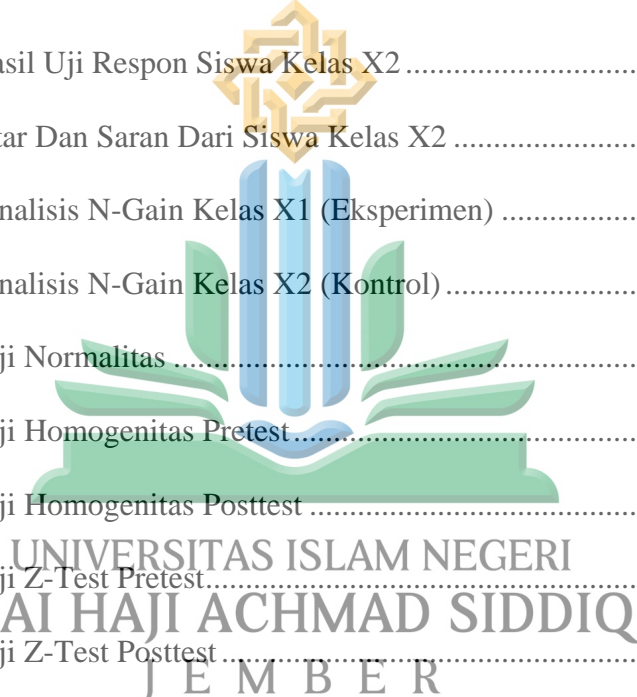 asil Uji Respon Siswa Kelas X2 ........................
tar Dan Saran Dari Siswa Kelas X2 ...................
nalisis N-Gain Kelas X1 (Eksperimen) ..............
nalisis N-Gain Kelas X2 (Kontrol) .....................
ji Normalitas ................................................
ji Homogenitas Pretest ....................................
ji Homogenitas Posttest ..................................
UNIVERSITAS ISLAM NEGERI
ji Z-Test Pretest..............................................
AI HAJI ACHMAD SIDDIQ
ji Z-Test Posttest ...........................................
JEMBER